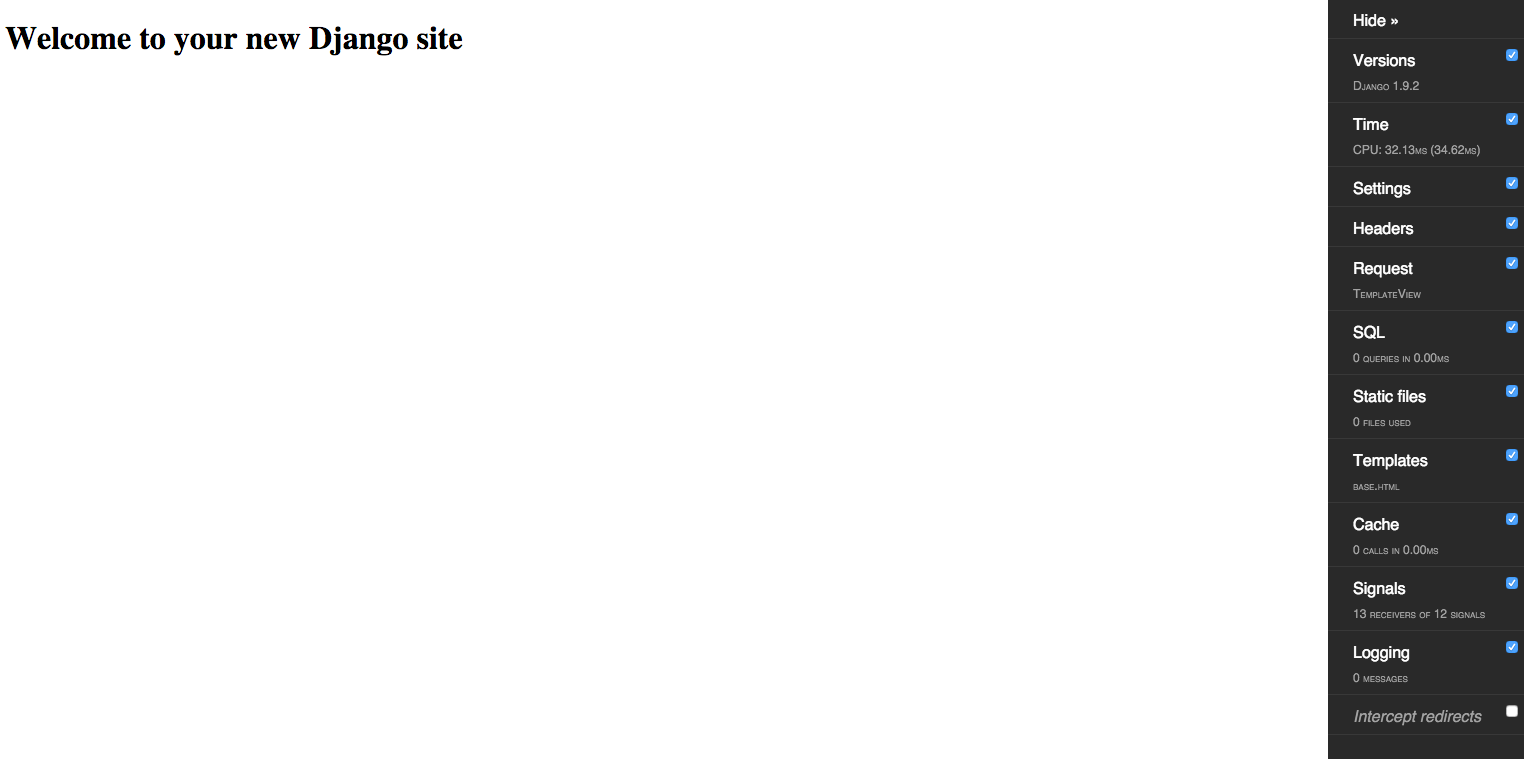 Welcome to your new Django site
Hide »
Versions
Django 1.9.2
Time
CPU: 32.13ms (34.62ms)
Settings
Headers
Request
TemplateView
SQL
0 queries in 0.00ms
Static files
0 files used
Templates
base.html
Cache
0 calls in 0.00ms
Signals
13 receivers of 12 signals
Logging
0 messages
Intercept redirects